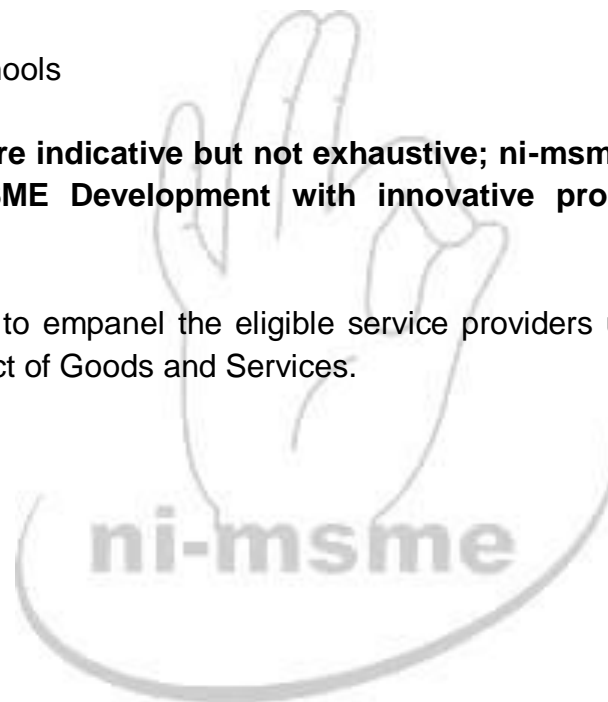 re indicative but not exhaustive; ni-msm
ME Development with innovative pro
to empanel the eligible service providers
ct of Goods and Services.
ni-msme